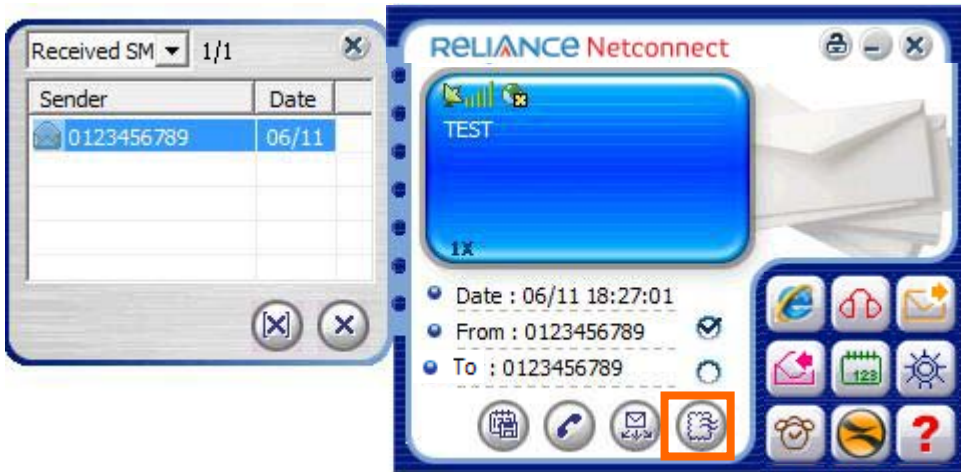 Received SM 1/1
Sender Date
0123456789 06/11
RELIANCE Netconnect
TEST
1X
Date : 06/11 18:27:01
From : 0123456789
To : 0123456789
123
?